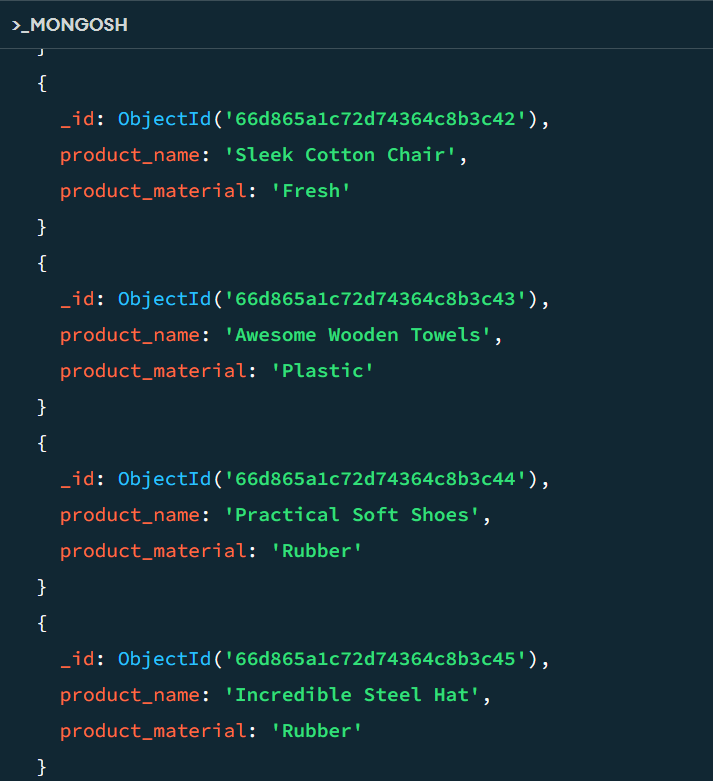 >_MONGOSH
}
{
_id: ObjectId('66d865a1c72d74364c8b3c42'),
product_name: 'Sleek Cotton Chair',
product_material: 'Fresh'
}
{
_id: ObjectId('66d865a1c72d74364c8b3c43'),
product_name: 'Awesome Wooden Towels',
product_material: 'Plastic'
}
{
_id: ObjectId('66d865a1c72d74364c8b3c44'),
product_name: 'Practical Soft Shoes',
product_material: 'Rubber'
}
{
_id: ObjectId('66d865a1c72d74364c8b3c45'),
product_name: 'Incredible Steel Hat',
product_material: 'Rubber'
}